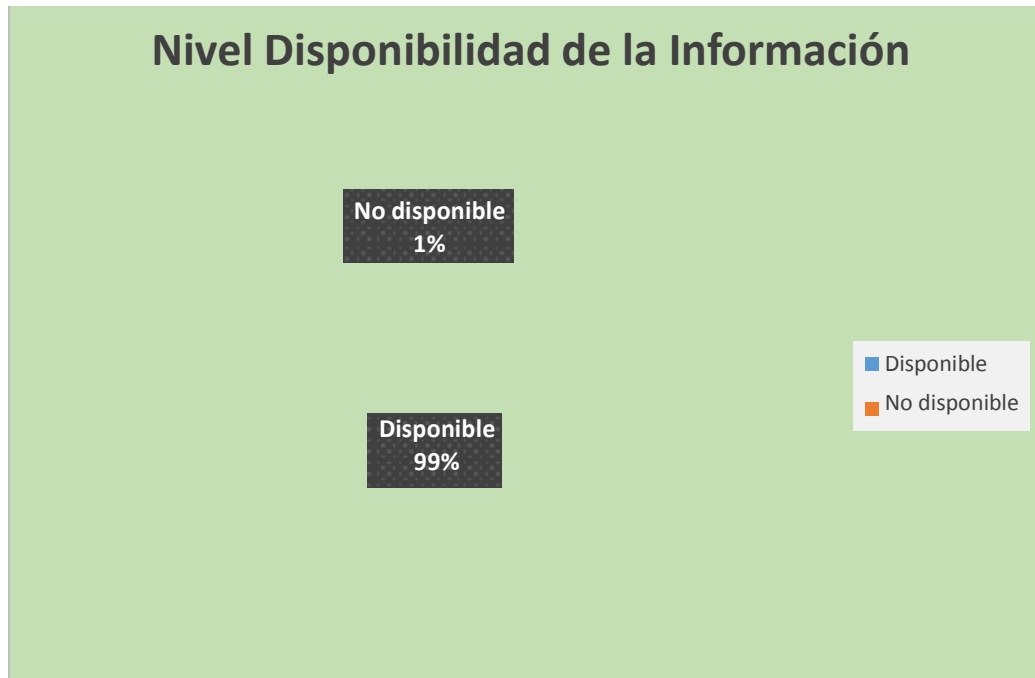 Nivel Disponibilidad de la Información
No disponible
1%
Disponible
99%
Disponible
No disponible